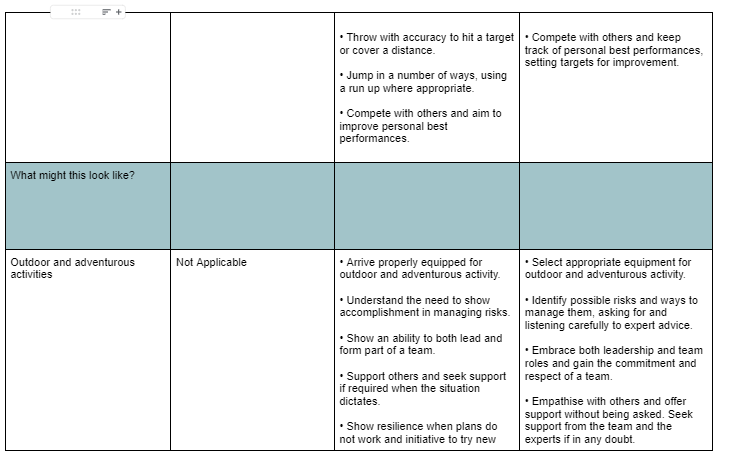 • Throw with accuracy to hit a target
or cover a distance.
• Jump in a number of ways, using
a run up where appropriate.
• Compete with others and aim to
improve personal best
performances.
• Compete with others and keep
track of personal best performances,
setting targets for improvement.
What might this look like?
Outdoor and adventurous
activities
Not Applicable
• Arrive properly equipped for
outdoor and adventurous activity.
• Understand the need to show
accomplishment in managing risks.
• Show an ability to both lead and
form part of a team.
• Support others and seek support
if required when the situation
dictates.
• Show resilience when plans do
not work and initiative to try new
• Select appropriate equipment for
outdoor and adventurous activity.
• Identify possible risks and ways to
manage them, asking for and
listening carefully to expert advice.
• Embrace both leadership and team
roles and gain the commitment and
respect of a team.
• Empathise with others and offer
support without being asked. Seek
support from the team and the
experts if in any doubt.